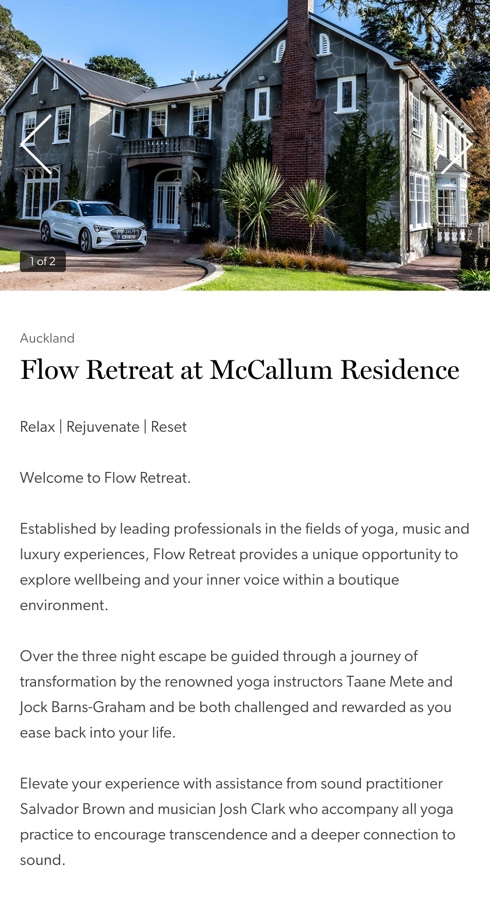 1 of 2
Auckland
Flow Retreat at McCallum Residence
Relax | Rejuvenate | Reset
Welcome to Flow Retreat.
Established by leading professionals in the fields of yoga, music and
luxury experiences, Flow Retreat provides a unique opportunity to
explore wellbeing and your inner voice within a boutique
environment.
Over the three night escape be guided through a journey of
transformation by the renowned yoga instructors Taane Mete and
Jock Barns-Graham and be both challenged and rewarded as you
ease back into your life.
Elevate your experience with assistance from sound practitioner
Salvador Brown and musician Josh Clark who accompany all yoga
practice to encourage transcendence and a deeper connection to
sound.